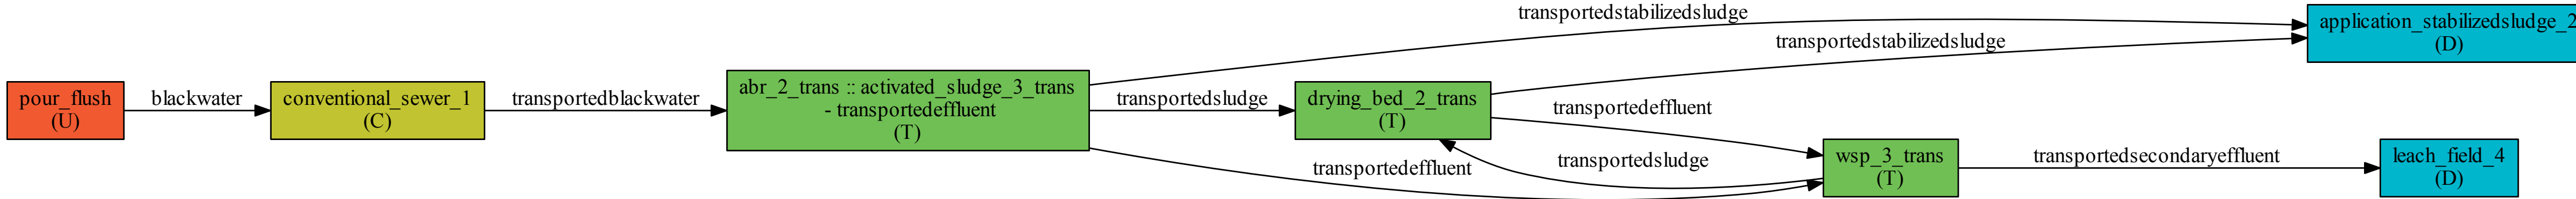 pour_flush
(U)
blackwater
conventional_sewer_1
(C)
transportedblackwater
abr_2_trans :: activated_sludge_3_trans
- transportedeffluent
(T)
transportedstabilizedsludge
transportedsludge
transportedeffluent
drying_bed_2_trans
(T)
transportedstabilizedsludge
transportedeffluent
transportedsludge
wsp_3_trans
(T)
transportedsecondaryeffluent
application_stabilizedsludge_2
(D)
leach_field_4
(D)